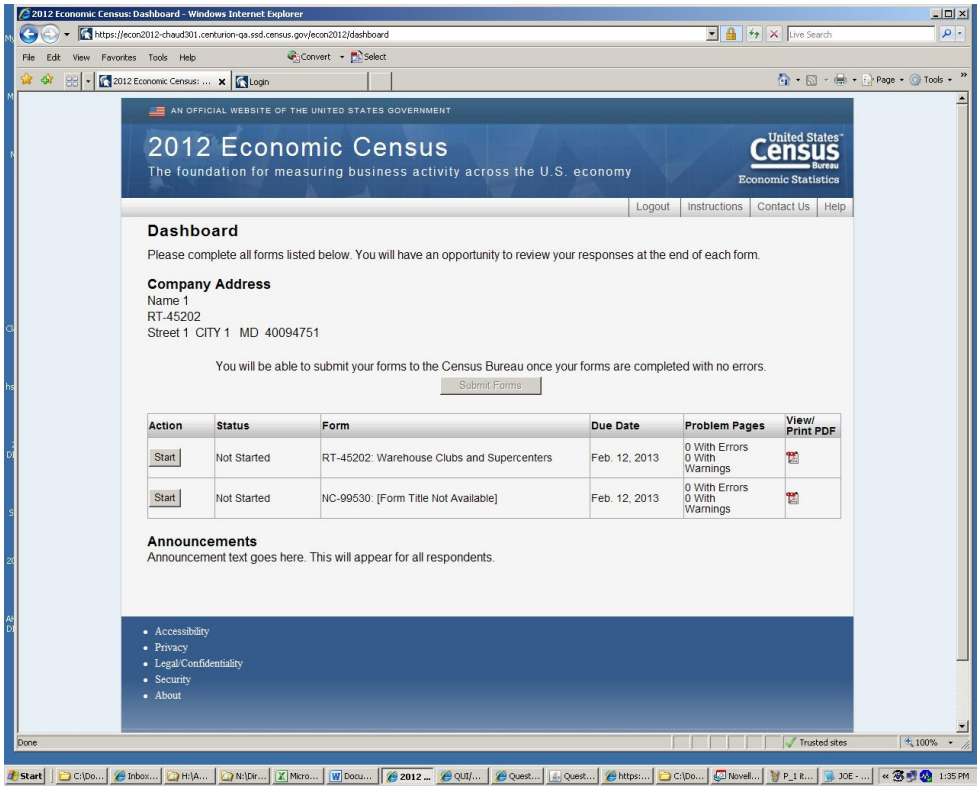 2012 Economic Census: Dashboard - Windows Internet Explorer
https://econ2012-chaud301.centurion-qa.ssd.census.gov/econ2012/dashboard
Live Search
File Edit View Favorites Tools Help
Convert Select
2012 Economic Census: ... Login
Page Tools
AN OFFICIAL WEBSITE OF THE UNITED STATES GOVERNMENT
2012 Economic Census
The foundation for measuring business activity across the U.S. economy
United States™
Census
Bureau
Economic Statistics
Logout Instructions Contact Us Help
Dashboard
Please complete all forms listed below. You will have an opportunity to review your responses at the end of each form.
Company Address
Name 1
RT-45202
Street 1 CITY 1 MD 40094751
You will be able to submit your forms to the Census Bureau once your forms are completed with no errors.
Submit Forms
Action Status Form Due Date Problem Pages View/
Print PDF
Start Not Started RT-45202: Warehouse Clubs and Supercenters Feb. 12, 2013 0 With Errors
0 With
Warnings
Start Not Started NC-99530: [Form Title Not Available] Feb. 12, 2013 0 With Errors
0 With
Warnings
Announcements
Announcement text goes here. This will appear for all respondents.
• Accessibility
• Privacy
• Legal/Confidentiality
• Security
• About
Done Trusted sites 100%
Start C:\Do... Inbox... H:\A... N:\Dir... Micro... Docu... 2012 ... QUI/... Quest... Quest... https:... C:\Do... Novell... P_1 it... JOE - ... 1:35 PM